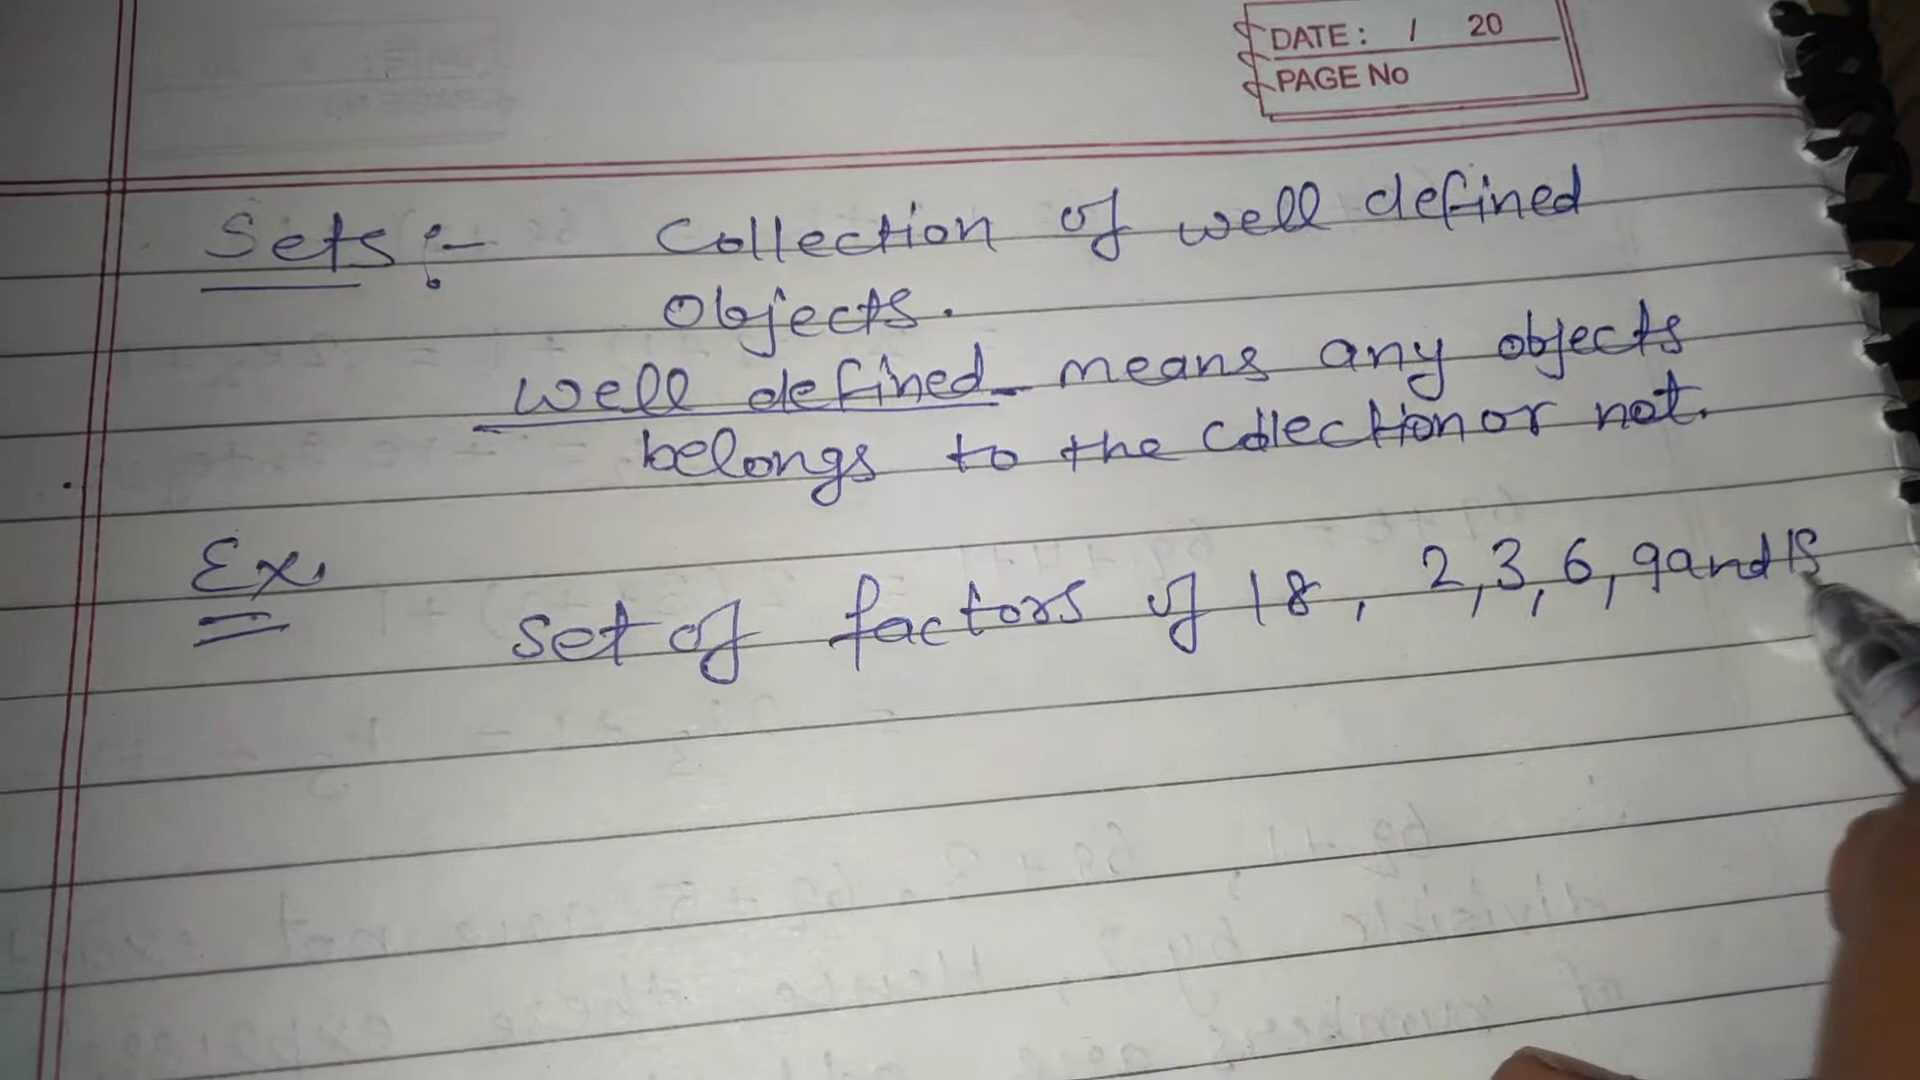 DATE: / 20
PAGE No
Sets :- Collection of well defined
Objects.
well defined means any objects
belongs to the collection or not.
Ex.
set of factors of 18, 2, 3, 6, 9 and 18